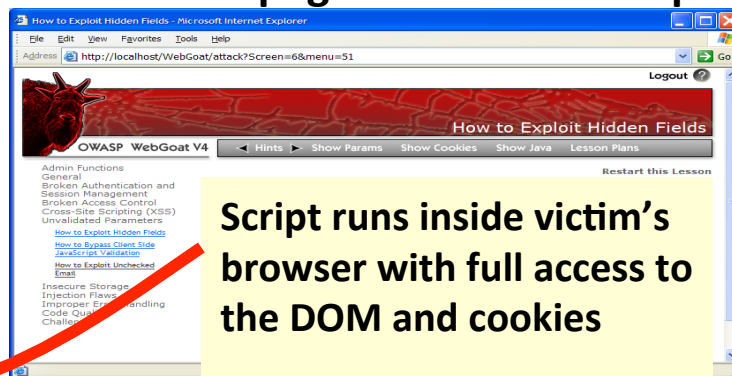 How to Exploit Hidden Fields - Microsoft Internet Explorer
File Edit View Favorites Tools Help
Address http://localhost/WebGoat/attack?Screen=6&menu=51 Go
Logout ?
How to Exploit Hidden Fields
OWASP WebGoat V4
Hints Show Params Show Cookies Show Java Lesson Plans
Restart this Lesson
Admin Functions
General
Broken Authentication and
Session Management
Broken Access Control
Cross-Site Scripting (XSS)
Unvalidated Parameters
How to Exploit Hidden Fields
How to Bypass Client Side
JavaScript Validation
How to Exploit Unchecked
Email
Insecure Storage
Injection Flaws
Improper Error Handling
Code
Script runs inside victim's
browser with full access to
the DOM and cookies